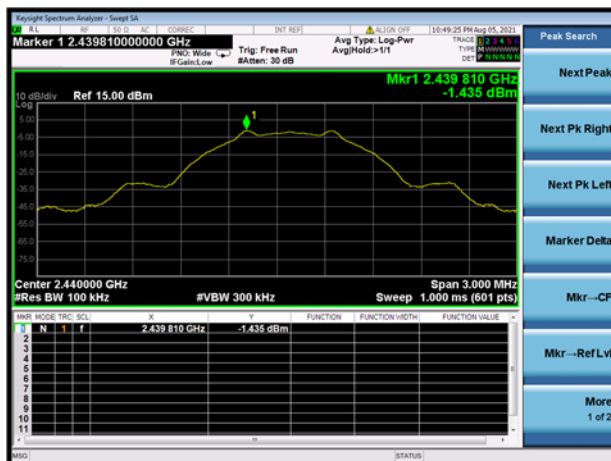 Keysight Spectrum Analyzer - Swept SA
RL RF 50 Ω AC CORREC INT REF ALIGN OFF 10:49:25 PM Aug 05, 2021
Marker 1 2.439810000000 GHz
PNO: Wide
IFGain:Low
Trig: Free Run
#Atten: 30 dB
Avg Type: Log-Pwr
Avg|Hold:>1/1
TRACE 1 2 3 4 5 6
TYPE M W W W W W
DET P N N N N N
Mkr1 2.439 810 GHz
-1.435 dBm
10 dB/div Ref 15.00 dBm
Log
5.00
-5.00
-15.0
-25.0
-35.0
-45.0
-55.0
-65.0
-75.0
1
Center 2.440000 GHz Span 3.000 MHz
#Res BW 100 kHz #VBW 300 kHz Sweep 1.000 ms (601 pts)
MKR MODE TRC SCL X Y FUNCTION FUNCTION WIDTH FUNCTION VALUE
1 N 1 f 2.439 810 GHz -1.435 dBm
2
3
4
5
6
7
8
9
10
11
MSG STATUS
Peak Search
Next Peak
Next Pk Right
Next Pk Left
Marker Delta
Mkr→CF
Mkr→Ref Lvl
More
1 of 2